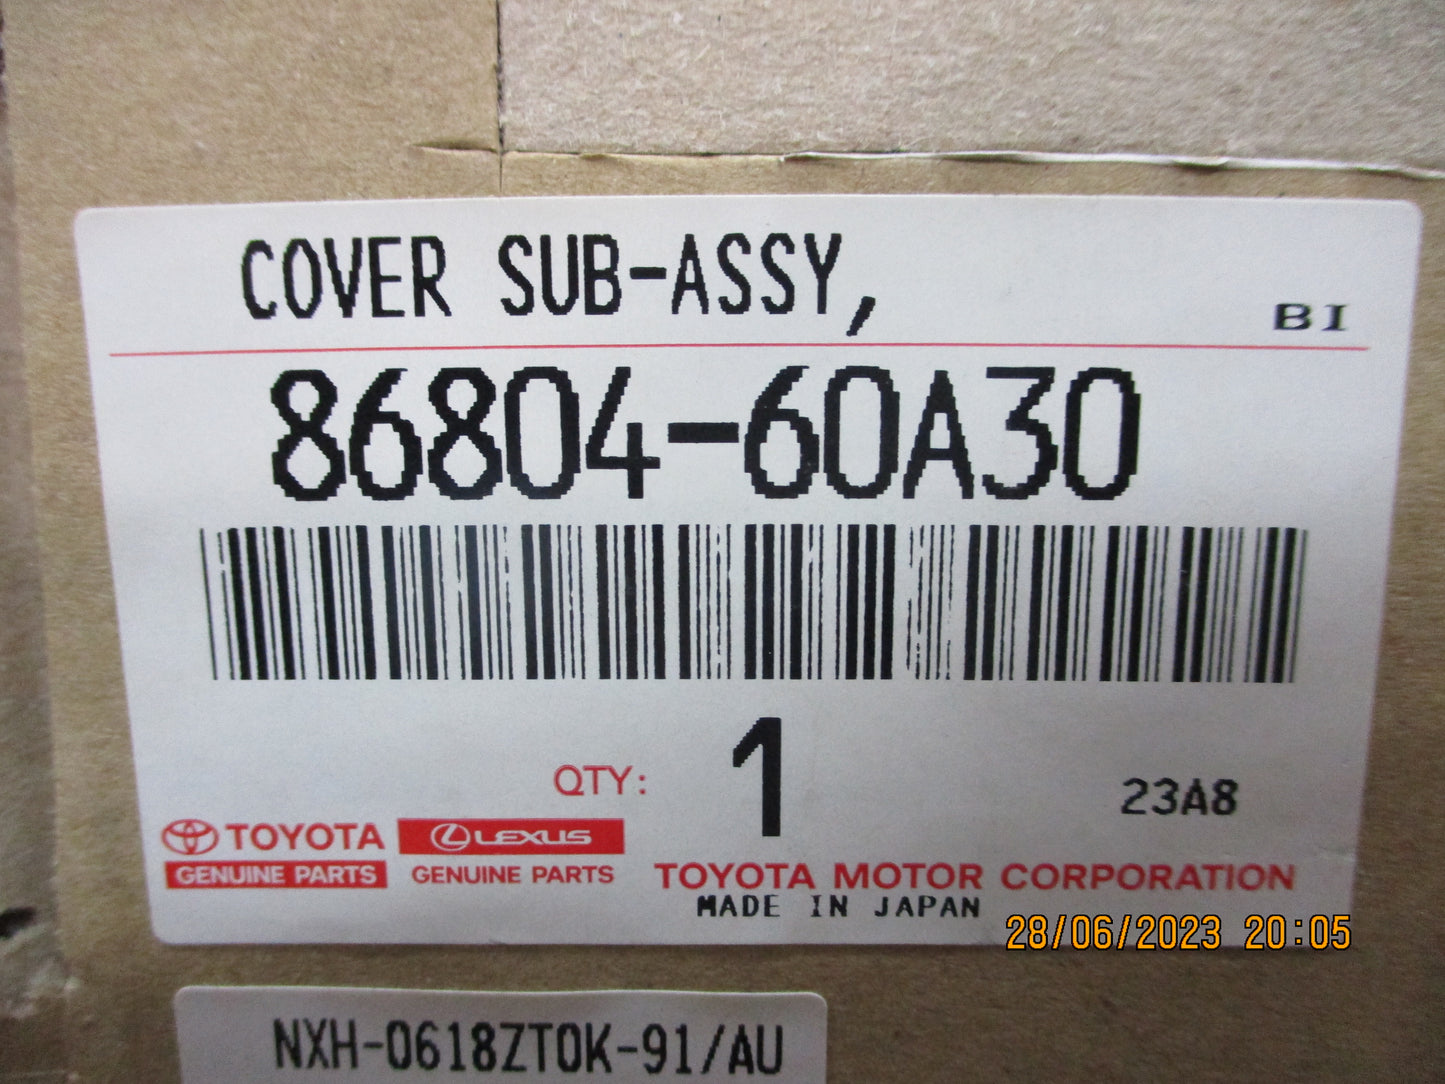 COVER SUB-ASSY,
BI
86804-60A30
QTY: 1
23A8
TOYOTA
GENUINE PARTS
LEXUS
GENUINE PARTS
TOYOTA MOTOR CORPORATION
MADE IN JAPAN
28/06/2023 20:05
NXH-0618ZT0K-91/AU